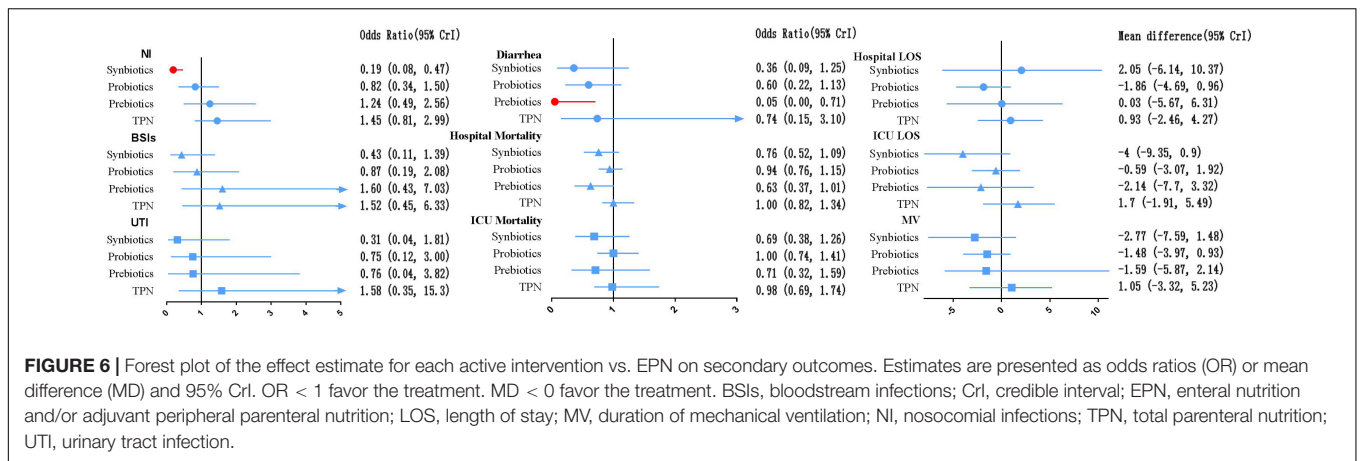 Odds Ratio(95% CrI)
NI
Synbiotics 0.19 (0.08, 0.47)
Probiotics 0.82 (0.34, 1.50)
Prebiotics 1.24 (0.49, 2.56)
TPN 1.45 (0.81, 2.99)
BSIs
Synbiotics 0.43 (0.11, 1.39)
Probiotics 0.87 (0.19, 2.08)
Prebiotics 1.60 (0.43, 7.03)
TPN 1.52 (0.45, 6.33)
UTI
Synbiotics 0.31 (0.04, 1.81)
Probiotics 0.75 (0.12, 3.00)
Prebiotics 0.76 (0.04, 3.82)
TPN 1.58 (0.35, 15.3)
0 1 2 3 4 5
Odds Ratio(95% CrI)
Diarrhea
Synbiotics 0.36 (0.09, 1.25)
Probiotics 0.60 (0.22, 1.13)
Prebiotics 0.05 (0.00, 0.71)
TPN 0.74 (0.15, 3.10)
Hospital Mortality
Synbiotics 0.76 (0.52, 1.09)
Probiotics 0.94 (0.76, 1.15)
Prebiotics 0.63 (0.37, 1.01)
TPN 1.00 (0.82, 1.34)
ICU Mortality
Synbiotics 0.69 (0.38, 1.26)
Probiotics 1.00 (0.74, 1.41)
Prebiotics 0.71 (0.32, 1.59)
TPN 0.98 (0.69, 1.74)
0 1 2 3
Mean difference(95% CrI)
Hospital LOS
Synbiotics 2.05 (-6.14, 10.37)
Probiotics -1.86 (-4.69, 0.96)
Prebiotics 0.03 (-5.67, 6.31)
TPN 0.93 (-2.46, 4.27)
ICU LOS
Synbiotics -4 (-9.35, 0.9)
Probiotics -0.59 (-3.07, 1.92)
Prebiotics -2.14 (-7.7, 3.32)
TPN 1.7 (-1.91, 5.49)
MV
Synbiotics -2.77 (-7.59, 1.48)
Probiotics -1.48 (-3.97, 0.93)
Prebiotics -1.59 (-5.87, 2.14)
TPN 1.05 (-3.32, 5.23)
-5 0 5 10
FIGURE 6 | Forest plot of the effect estimate for each active intervention vs. EPN on secondary outcomes. Estimates are presented as odds ratios (OR) or mean
difference (MD) and 95% CrI. OR < 1 favor the treatment. MD < 0 favor the treatment. BSIs, bloodstream infections; CrI, credible interval; EPN, enteral nutrition
and/or adjuvant peripheral parenteral nutrition; LOS, length of stay; MV, duration of mechanical ventilation; NI, nosocomial infections; TPN, total parenteral nutrition;
UTI, urinary tract infection.